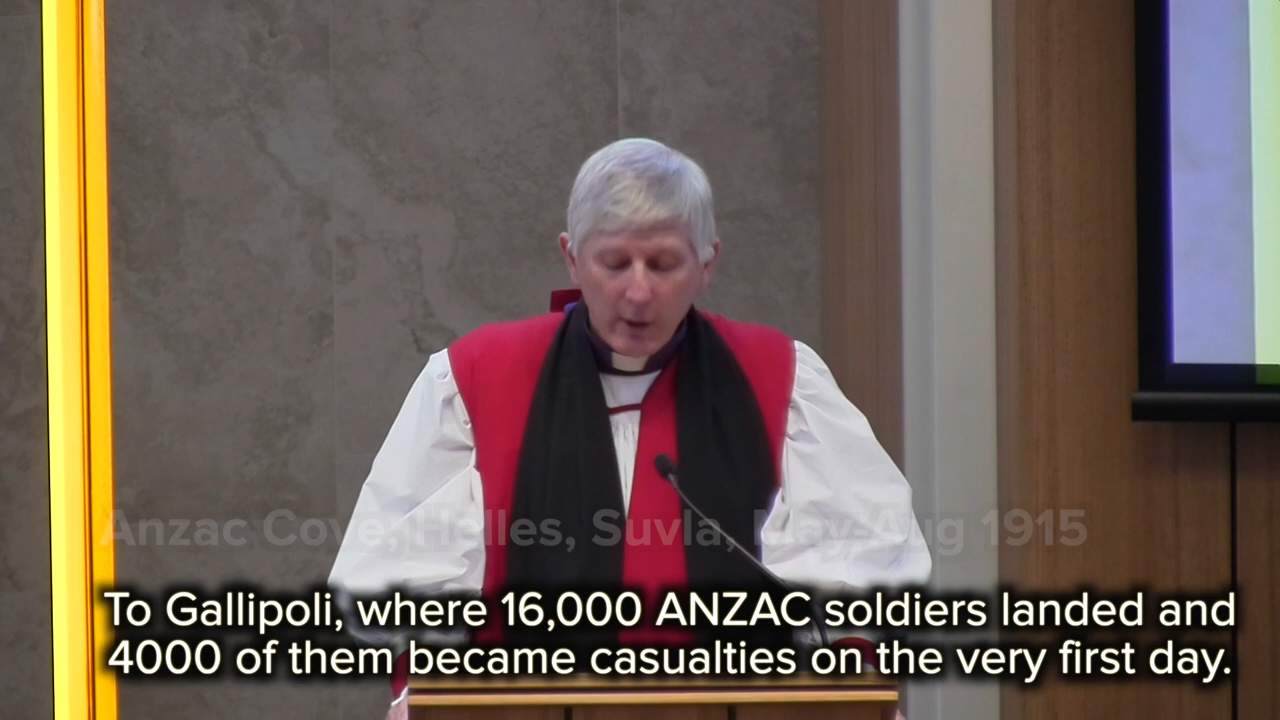 Anzac Cove, Helles, Suvla, May-Aug 1915
To Gallipoli, where 16,000 ANZAC soldiers landed and
4000 of them became casualties on the very first day.